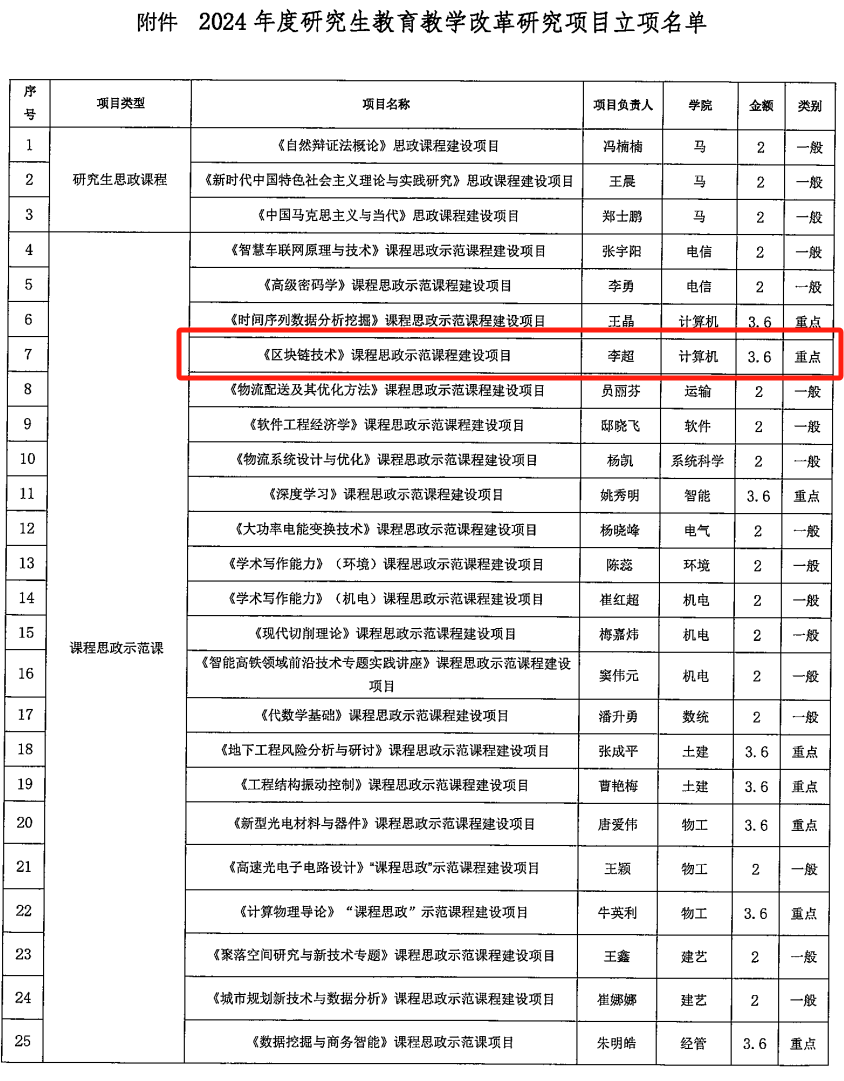 附件 2024 年度研究生教育教学改革研究项目立项名单
序号 项目类型 项目名称 项目负责人 学院 金额 类别
1 研究生思政课程 《自然辩证法概论》思政课程建设项目 冯楠楠 马 2 一般
2 《新时代中国特色社会主义理论与实践研究》思政课程建设项目 王晨 马 2 一般
3 《中国马克思主义与当代》思政课程建设项目 郑士鹏 马 2 一般
4 课程思政示范课 《智慧车联网原理与技术》课程思政示范课程建设项目 张宇阳 电信 2 一般
5 《高级密码学》课程思政示范课程建设项目 李勇 电信 2 一般
6 《时间序列数据分析挖掘》课程思政示范课程建设项目 王晶 计算机 3.6 重点
7 《区块链技术》课程思政示范课程建设项目 李超 计算机 3.6 重点
8 《物流配送及其优化方法》课程思政示范课程建设项目 员丽芬 运输 2 一般
9 《软件工程经济学》课程思政示范课程建设项目 邸晓飞 软件 2 一般
10 《物流系统设计与优化》课程思政示范课程建设项目 杨凯 系统科学 2 一般
11 《深度学习》课程思政示范课程建设项目 姚秀明 智能 3.6 重点
12 《大功率电能变换技术》课程思政示范课程建设项目 杨晓峰 电气 2 一般
13 《学术写作能力》（环境）课程思政示范课程建设项目 陈蕊 环境 2 一般
14 《学术写作能力》（机电）课程思政示范课程建设项目 崔红超 机电 2 一般
15 《现代切削理论》课程思政示范课程建设项目 梅嘉炜 机电 2 一般
16 《智能高铁领域前沿技术专题实践讲座》课程思政示范课程建设
项目 窦伟元 机电 2 一般
17 《代数学基础》课程思政示范课程建设项目 潘升勇 数统 2 一般
18 《地下工程风险分析与研讨》课程思政示范课程建设项目 张成平 土建 3.6 重点
19 《工程结构振动控制》课程思政示范课程建设项目 曹艳梅 土建 3.6 重点
20 《新型光电材料与器件》课程思政示范课程建设项目 唐爱伟 物工 3.6 重点
21 《高速光电子电路设计》“课程思政”示范课程建设项目 王颖 物工 2 一般
22 《计算物理导论》“课程思政”示范课程建设项目 牛英利 物工 3.6 重点
23 《聚落空间研究与新技术专题》课程思政示范课程建设项目 王鑫 建艺 2 一般
24 《城市规划新技术与数据分析》课程思政示范课程建设项目 崔娜娜 建艺 2 一般
25 《数据挖掘与商务智能》课程思政示范课项目 朱明皓 经管 3.6 重点